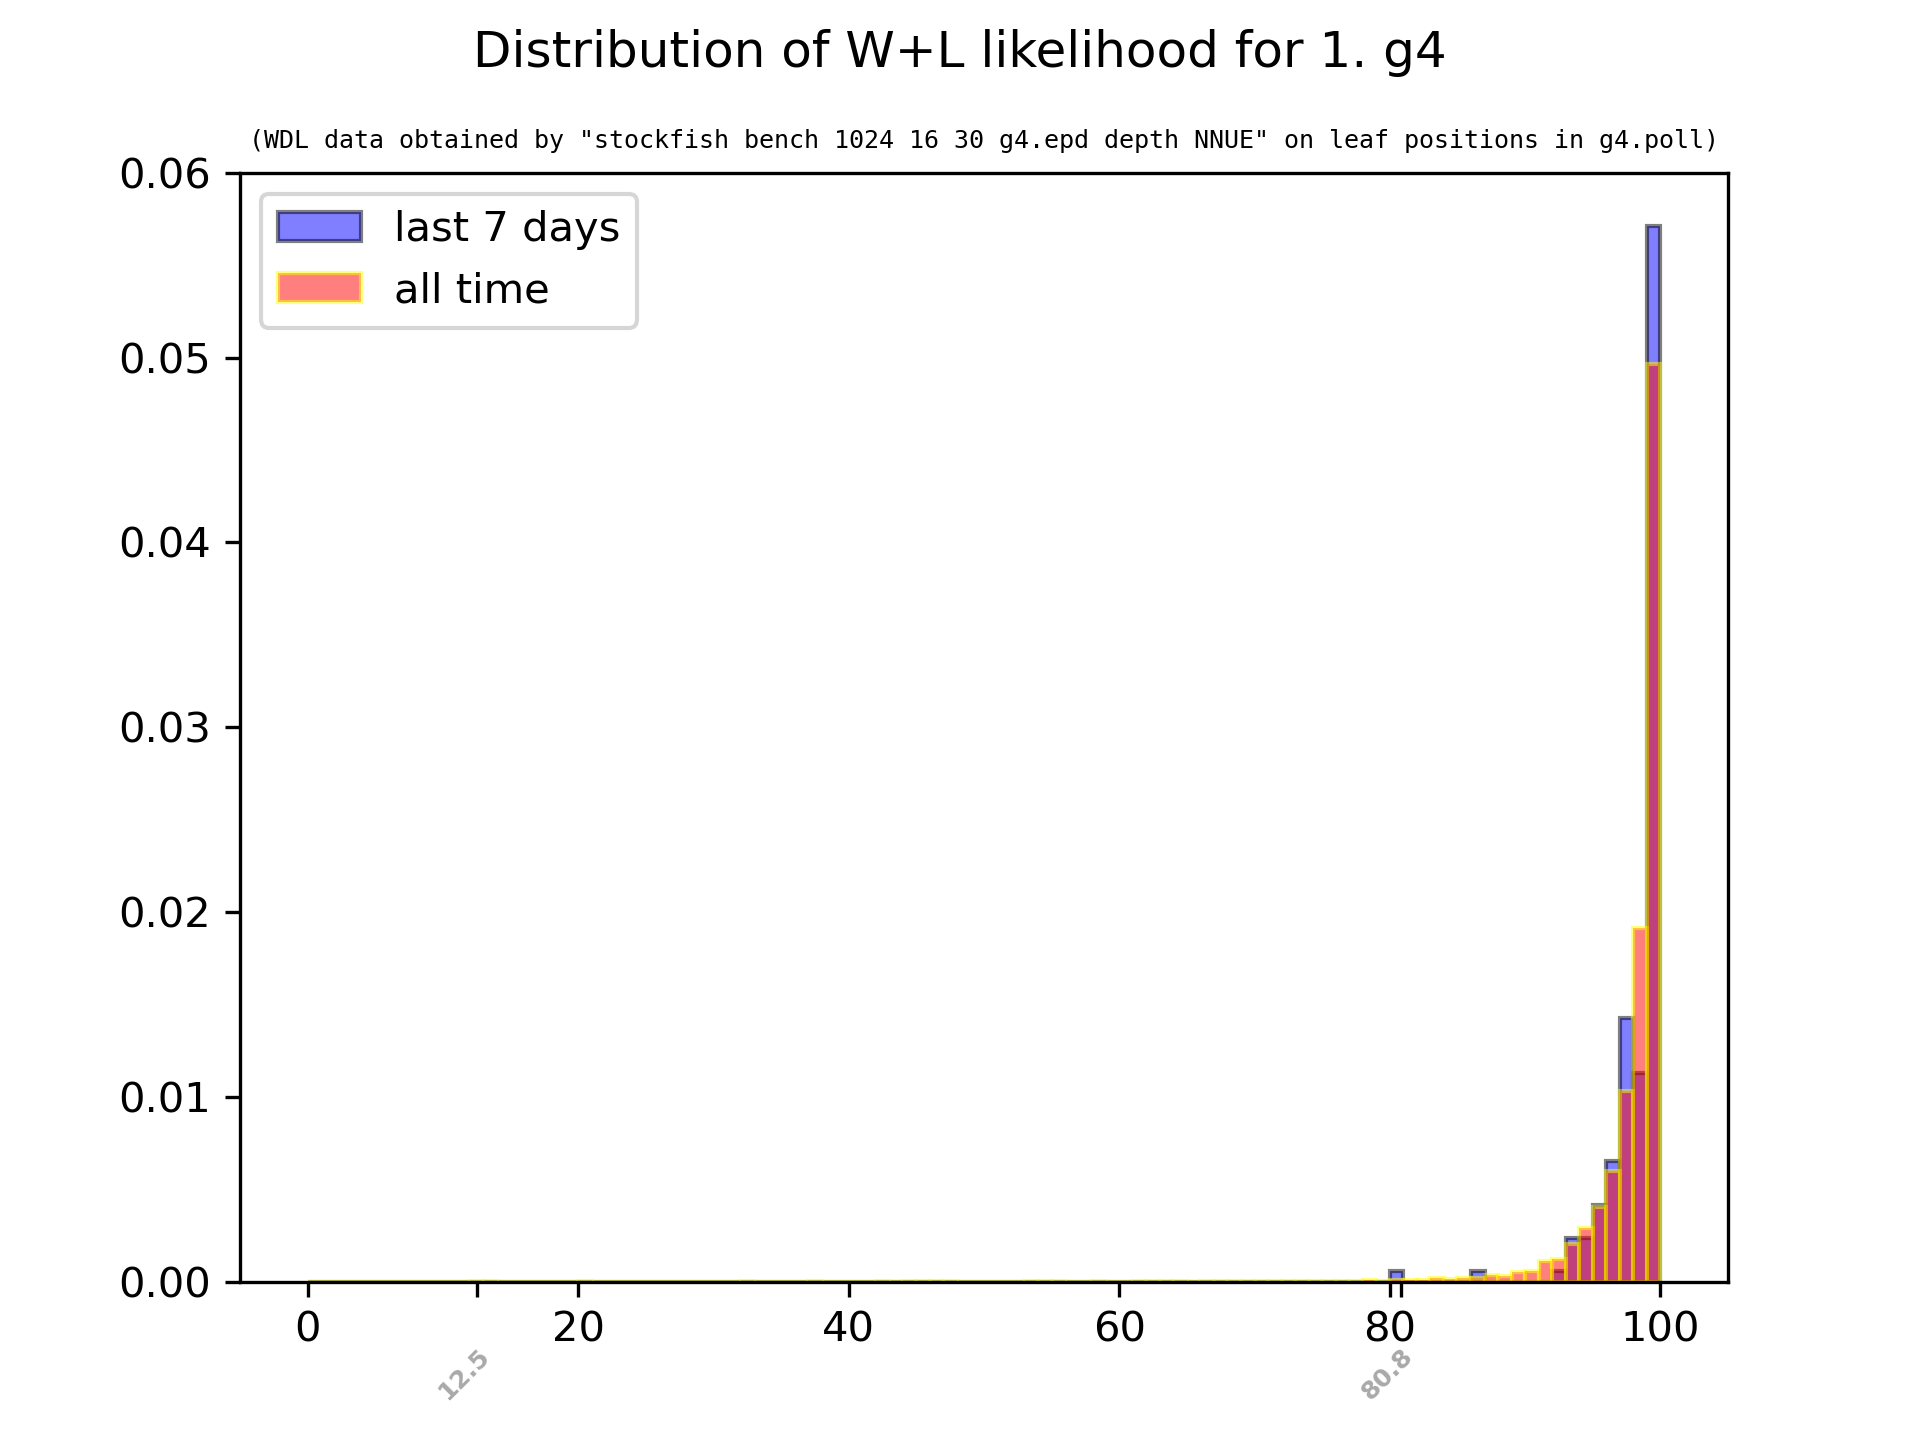 Distribution of W+L likelihood for 1. g4
(WDL data obtained by "stockfish bench 1024 16 30 g4.epd depth NNUE" on leaf positions in g4.poll)
last 7 days
all time
0.06
0.05
0.04
0.03
0.02
0.01
0.00
0 20 40 60 80 100
12.5 80.8